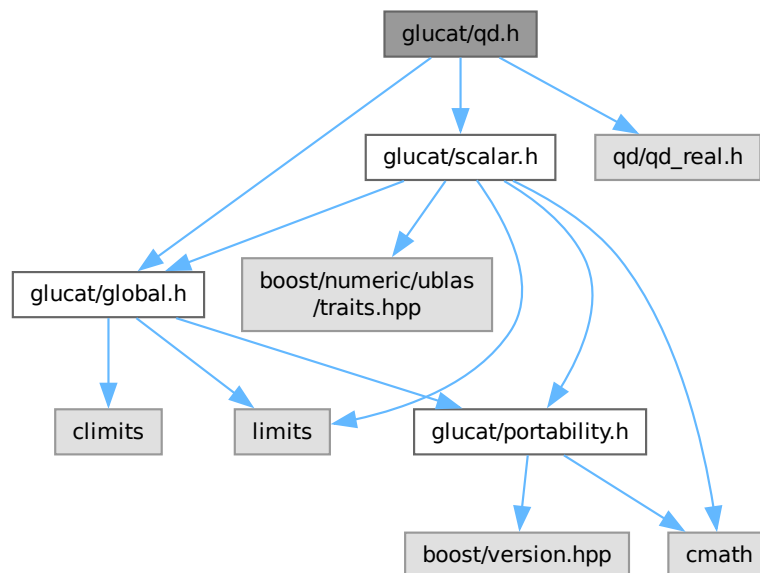 glucat/qd.h
glucat/scalar.h
qd/qd_real.h
glucat/global.h
boost/numeric/ublas
/traits.hpp
climits
limits
glucat/portability.h
boost/version.hpp
cmath